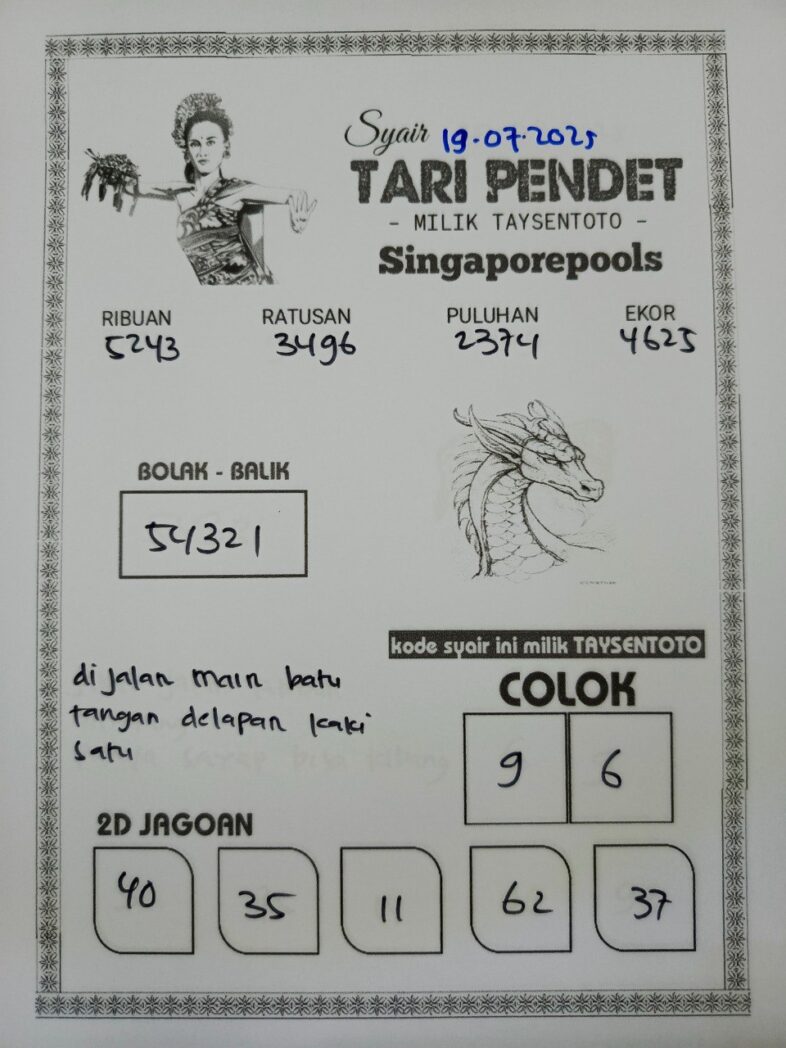 Syair 19.07.2025
TARI PENDET
- MILIK TAYSENTOTO -
Singaporepools
RIBUAN RATUSAN PULUHAN EKOR
5243 3496 2374 4625
BOLAK - BALIK
54321
kode syair ini milik TAYSENTOTO
di jalan main batu
tangan delapan kaki
satu
COLOK
9 6
2D JAGOAN
40 35 11 62 37